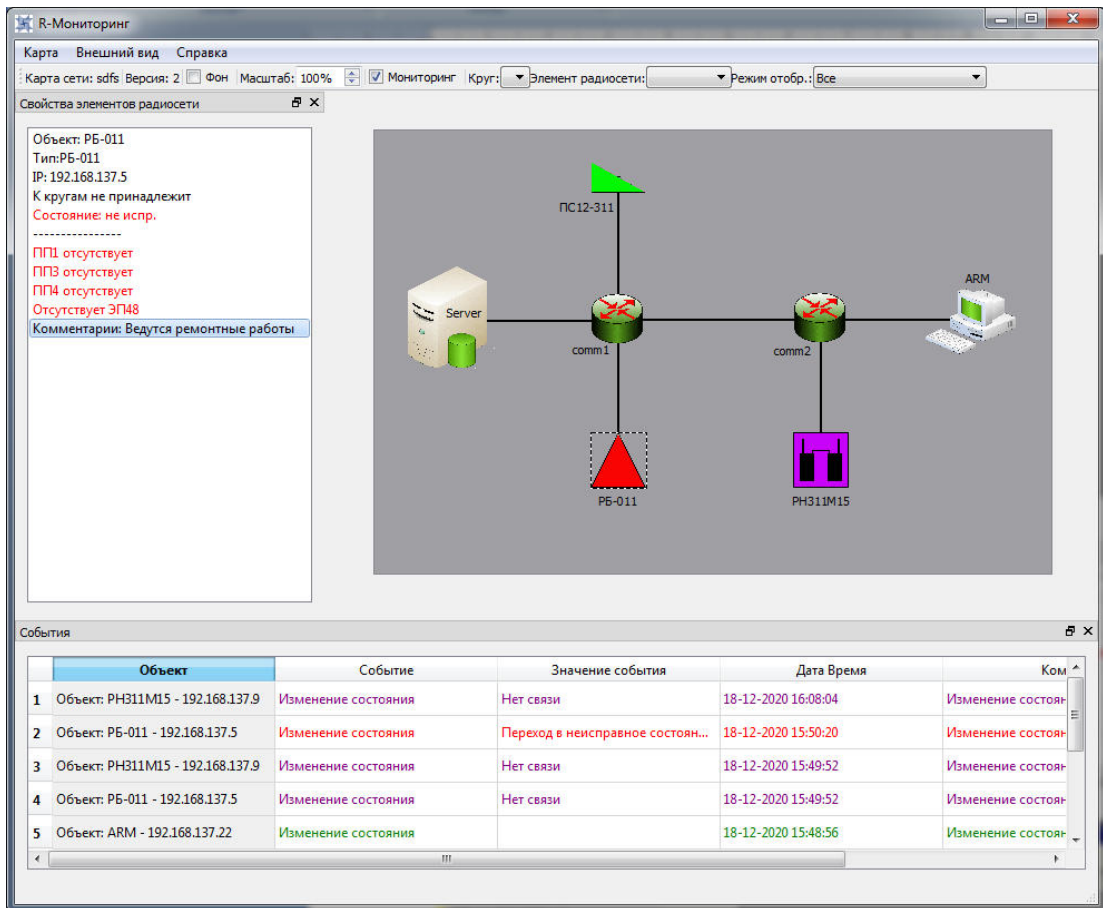 R-Мониторинг
Карта Внешний вид Справка
Карта сети: sdfs Версия: 2 Фон Масштаб: 100% Мониторинг Круг: Элемент радиосети: Режим отобр.: Все
Свойства элементов радиосети
Объект: РБ-011
Тип:РБ-011
IP: 192.168.137.5
К кругам не принадлежит
Состояние: не испр.
----------------
ПП1 отсутствует
ПП3 отсутствует
ПП4 отсутствует
Отсутствует ЭП48
Комментарии: Ведутся ремонтные работы
ПС12-311
Server
comm1
comm2
ARM
РБ-011
РН311М15
События
Объект Событие Значение события Дата Время Ком
1 Объект: РН311М15 - 192.168.137.9 Изменение состояния Нет связи 18-12-2020 16:08:04 Изменение состоян
2 Объект: РБ-011 - 192.168.137.5 Изменение состояния Переход в неисправное состоян... 18-12-2020 15:50:20 Изменение состоян
3 Объект: РН311М15 - 192.168.137.9 Изменение состояния Нет связи 18-12-2020 15:49:52 Изменение состоян
4 Объект: РБ-011 - 192.168.137.5 Изменение состояния Нет связи 18-12-2020 15:49:52 Изменение состоян
5 Объект: ARM - 192.168.137.22 Изменение состояния 18-12-2020 15:48:56 Изменение состоян